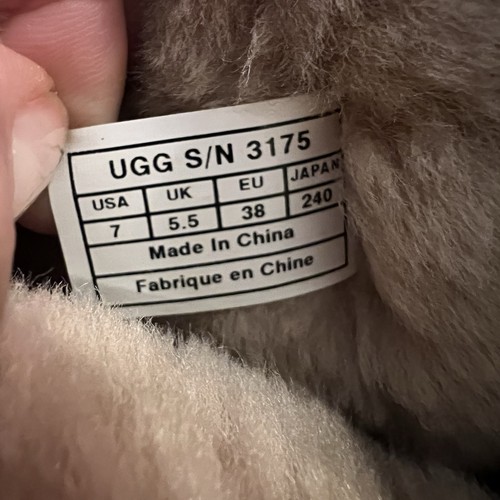 UGG S/N 3175
USA UK EU JAPAN
7 5.5 38 240
Made In China
Fabrique en Chine